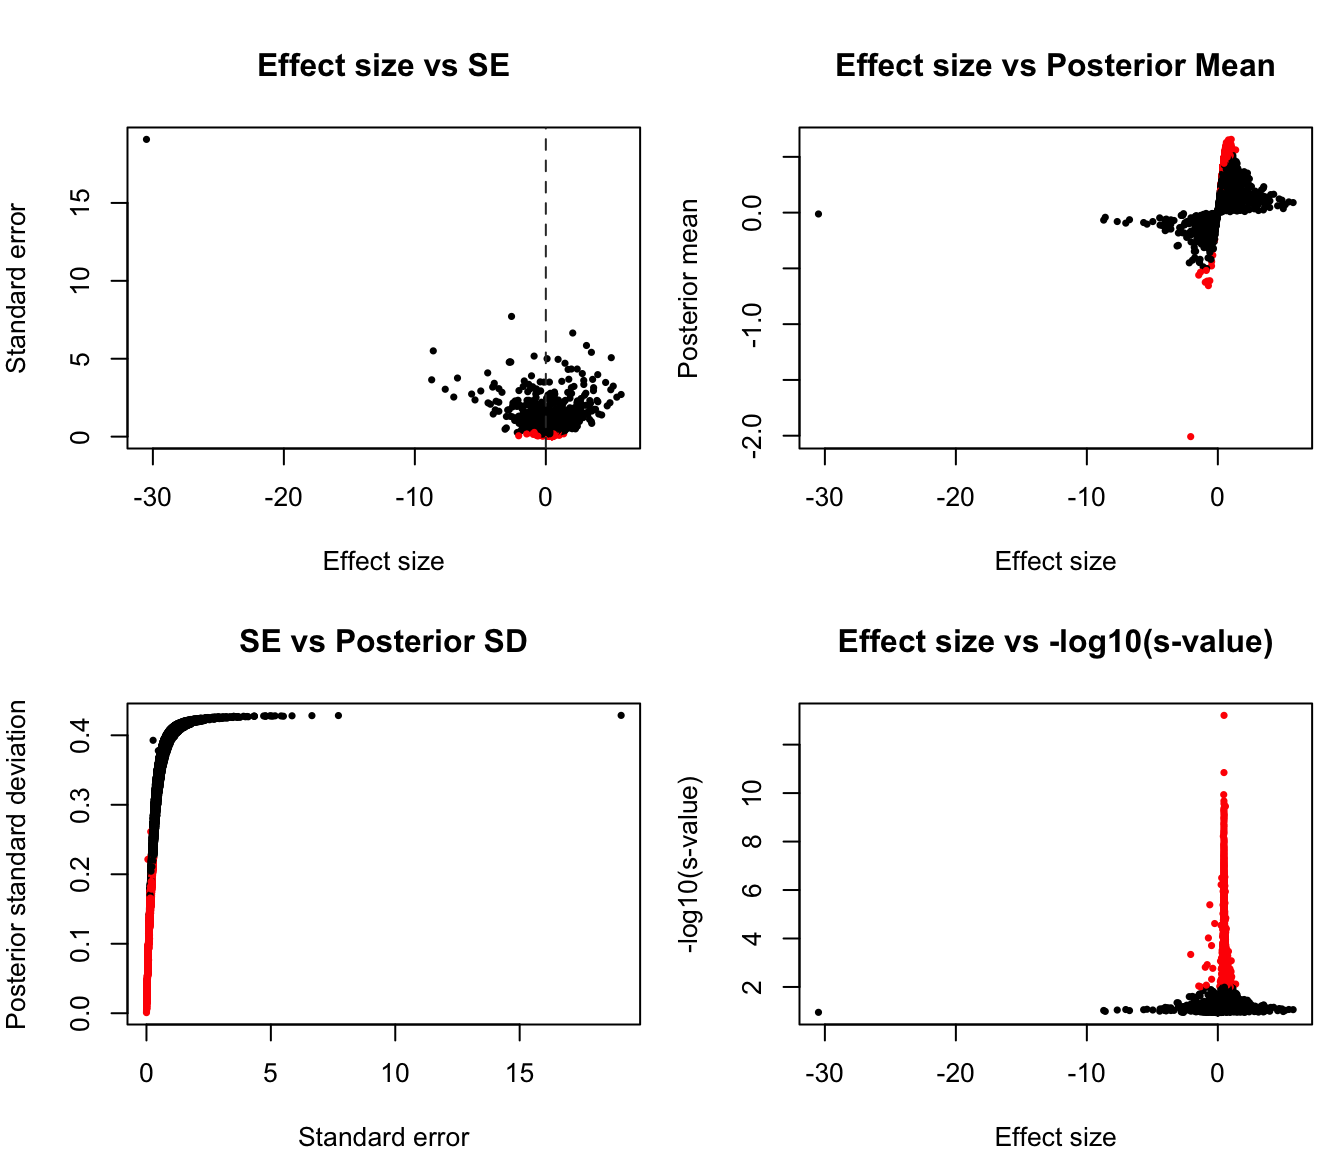 Effect size vs SE
Standard error
0
5
10
15
-30
-20
-10
0
Effect size
Effect size vs Posterior Mean
Posterior mean
-2.0
-1.0
0.0
-30
-20
-10
0
Effect size
SE vs Posterior SD
Posterior standard deviation
0.0
0.1
0.2
0.3
0.4
0
5
10
15
Standard error
Effect size vs -log10(s-value)
-log10(s-value)
2
4
6
8
10
-30
-20
-10
0
Effect size